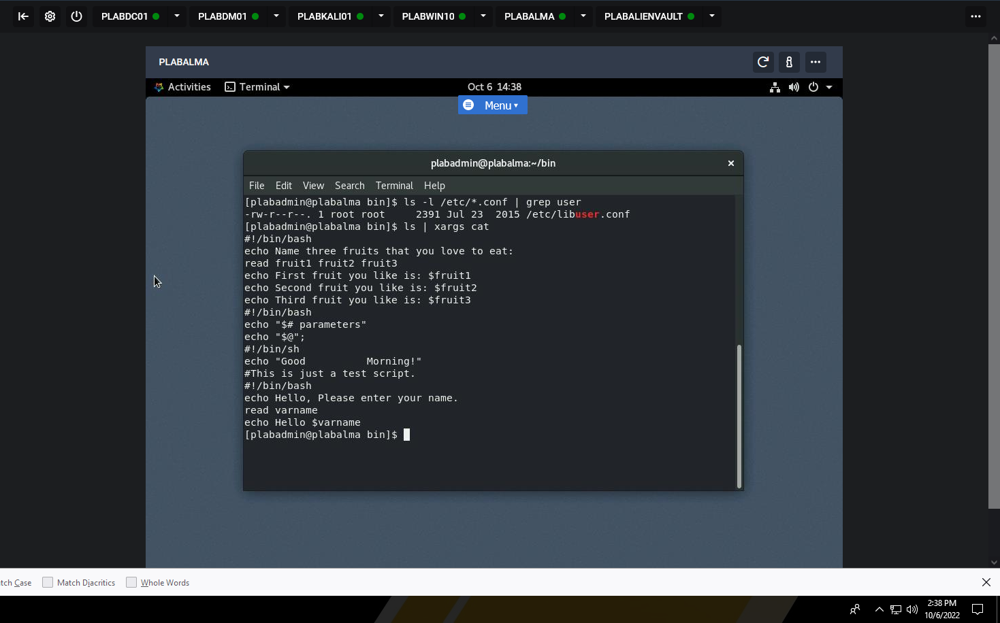 PLABDC01 PLABDM01 PLABKALI01 PLABWIN10 PLABALMA PLABALIENVAULT
PLABALMA
Activities Terminal Oct 6 14:38
Menu
plabadmin@plabalma:~/bin
File Edit View Search Terminal Help
[plabadmin@plabalma bin]$ ls -l /etc/*.conf | grep user
-rw-r--r--. 1 root root     2391 Jul 23  2015 /etc/libuser.conf
[plabadmin@plabalma bin]$ ls | xargs cat
#!/bin/bash
echo Name three fruits that you love to eat:
read fruit1 fruit2 fruit3
echo First fruit you like is: $fruit1
echo Second fruit you like is: $fruit2
echo Third fruit you like is: $fruit3
#!/bin/bash
echo "$# parameters"
echo "$@";
#!/bin/sh
echo "Good          Morning!"
#This is just a test script.
#!/bin/bash
echo Hello, Please enter your name.
read varname
echo Hello $varname
[plabadmin@plabalma bin]$
tch Case Match Diacritics Whole Words
2:38 PM
10/6/2022